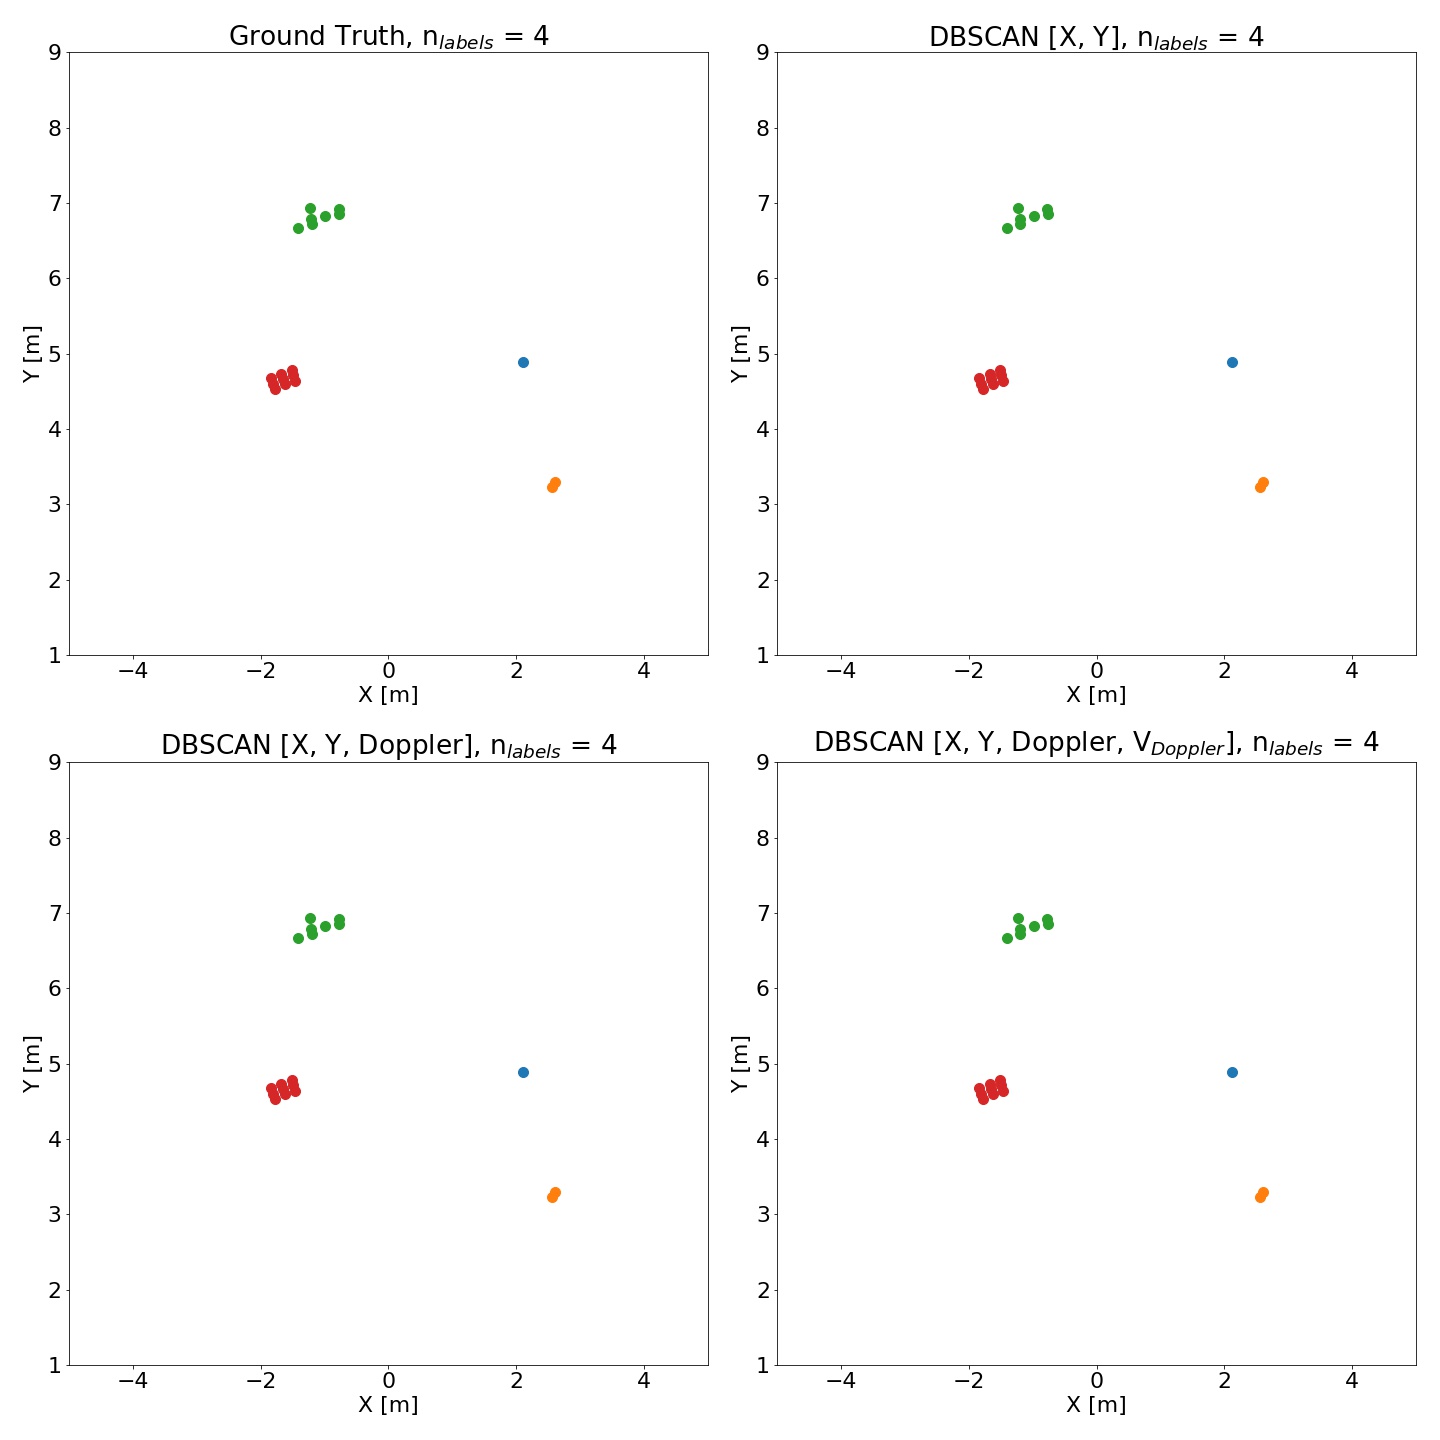 Ground Truth, n_labels = 4
9
8
7
6
5
4
3
2
1
Y [m]
−4 −2 0 2 4
X [m]
DBSCAN [X, Y], n_labels = 4
9
8
7
6
5
4
3
2
1
Y [m]
−4 −2 0 2 4
X [m]
DBSCAN [X, Y, Doppler], n_labels = 4
9
8
7
6
5
4
3
2
1
Y [m]
−4 −2 0 2 4
X [m]
DBSCAN [X, Y, Doppler, V_Doppler], n_labels = 4
9
8
7
6
5
4
3
2
1
Y [m]
−4 −2 0 2 4
X [m]